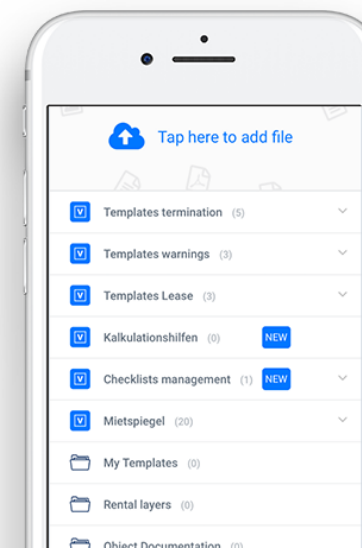 Tap here to add file
V Templates termination (5)
V Templates warnings (3)
V Templates Lease (3)
V Kalkulationshilfen (0) NEW
V Checklists management (1) NEW
V Mietspiegel (20)
My Templates (0)
Rental layers (0)
Object Documentation (0)